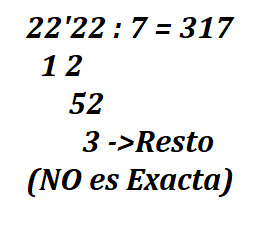 22'22 : 7 = 317
1 2
52
3 ->Resto
(NO es Exacta)